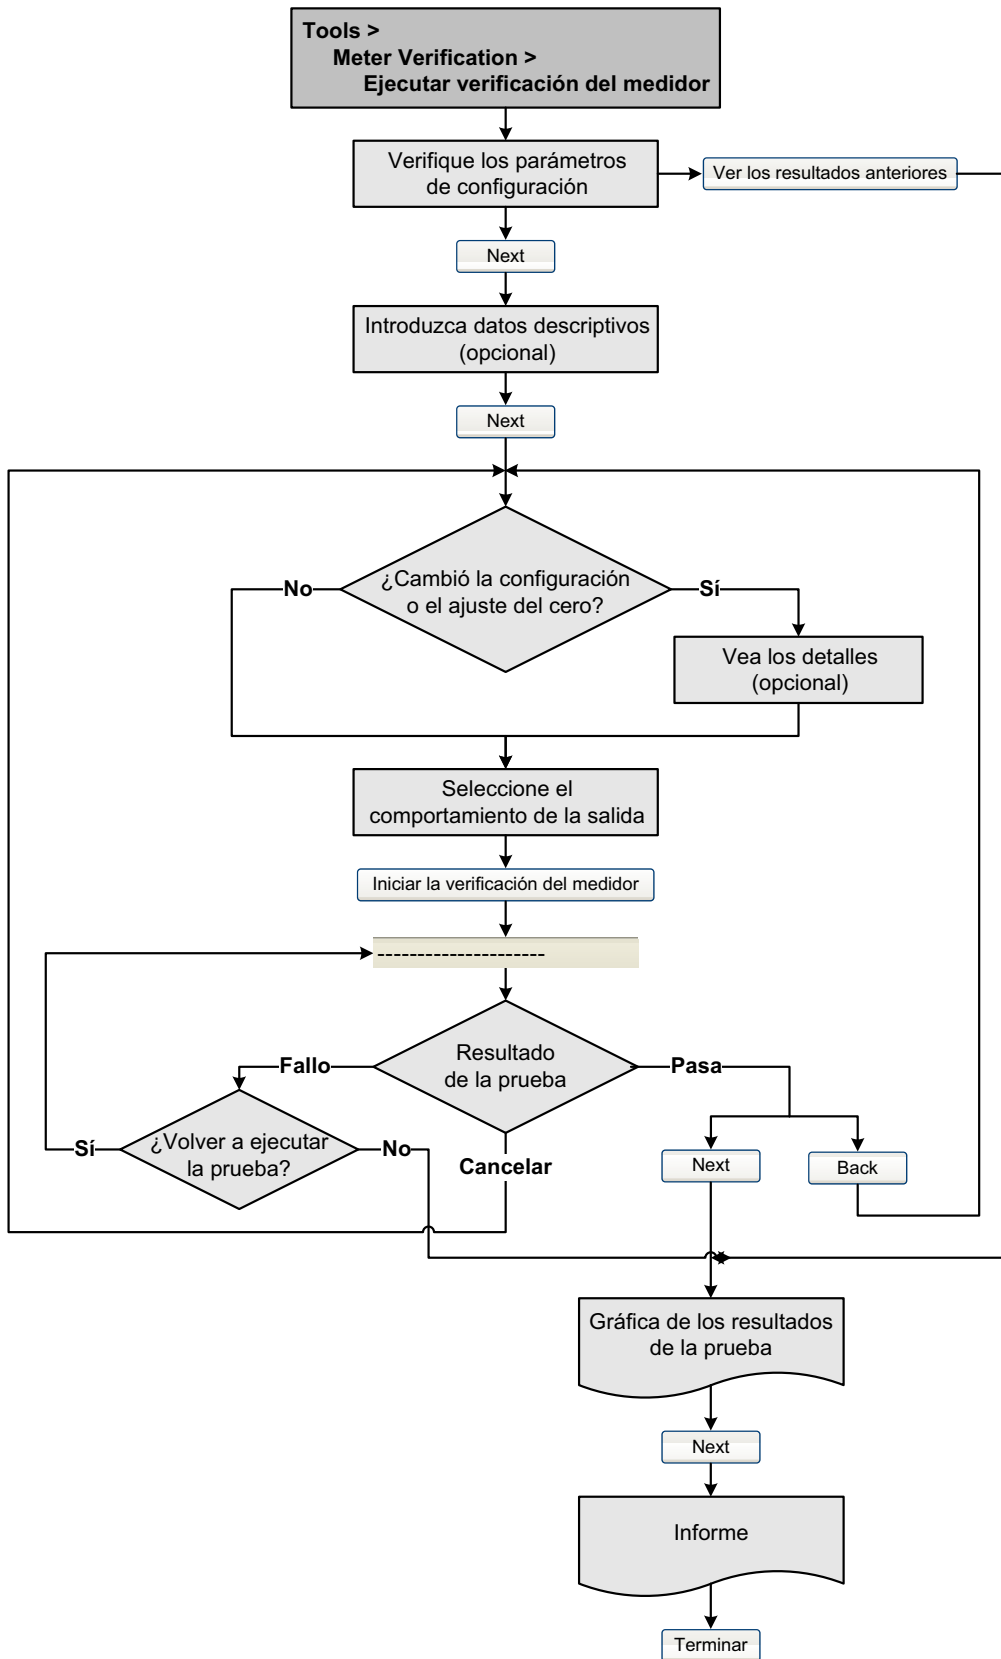 Tools >
Meter Verification >
Ejecutar verificación del medidor
Verifique los parámetros
de configuración
Ver los resultados anteriores
Next
Introduzca datos descriptivos
(opcional)
Next
¿Cambió la configuración
o el ajuste del cero?
No
Sí
Vea los detalles
(opcional)
Seleccione el
comportamiento de la salida
Iniciar la verificación del medidor
---------------------
Resultado
de la prueba
Fallo
Pasa
¿Volver a ejecutar
la prueba?
Sí
No
Cancelar
Next
Back
Gráfica de los resultados
de la prueba
Next
Informe
Terminar